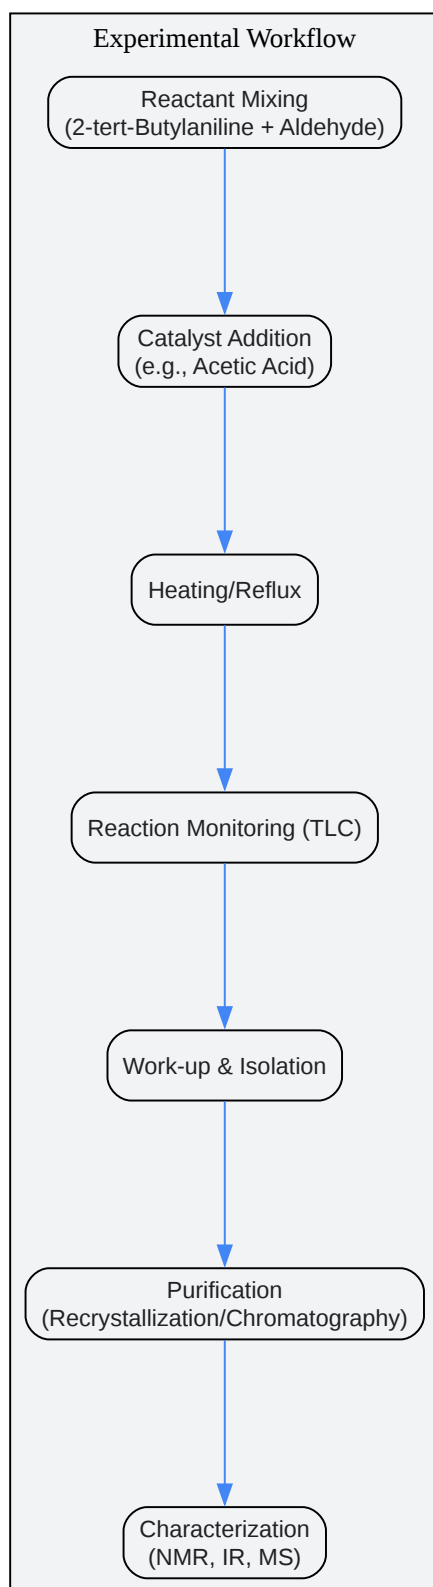 Experimental Workflow
Reactant Mixing
(2-tert-Butylaniline + Aldehyde)
Catalyst Addition
(e.g., Acetic Acid)
Heating/Reflux
Reaction Monitoring (TLC)
Work-up & Isolation
Purification
(Recrystallization/Chromatography)
Characterization
(NMR, IR, MS)